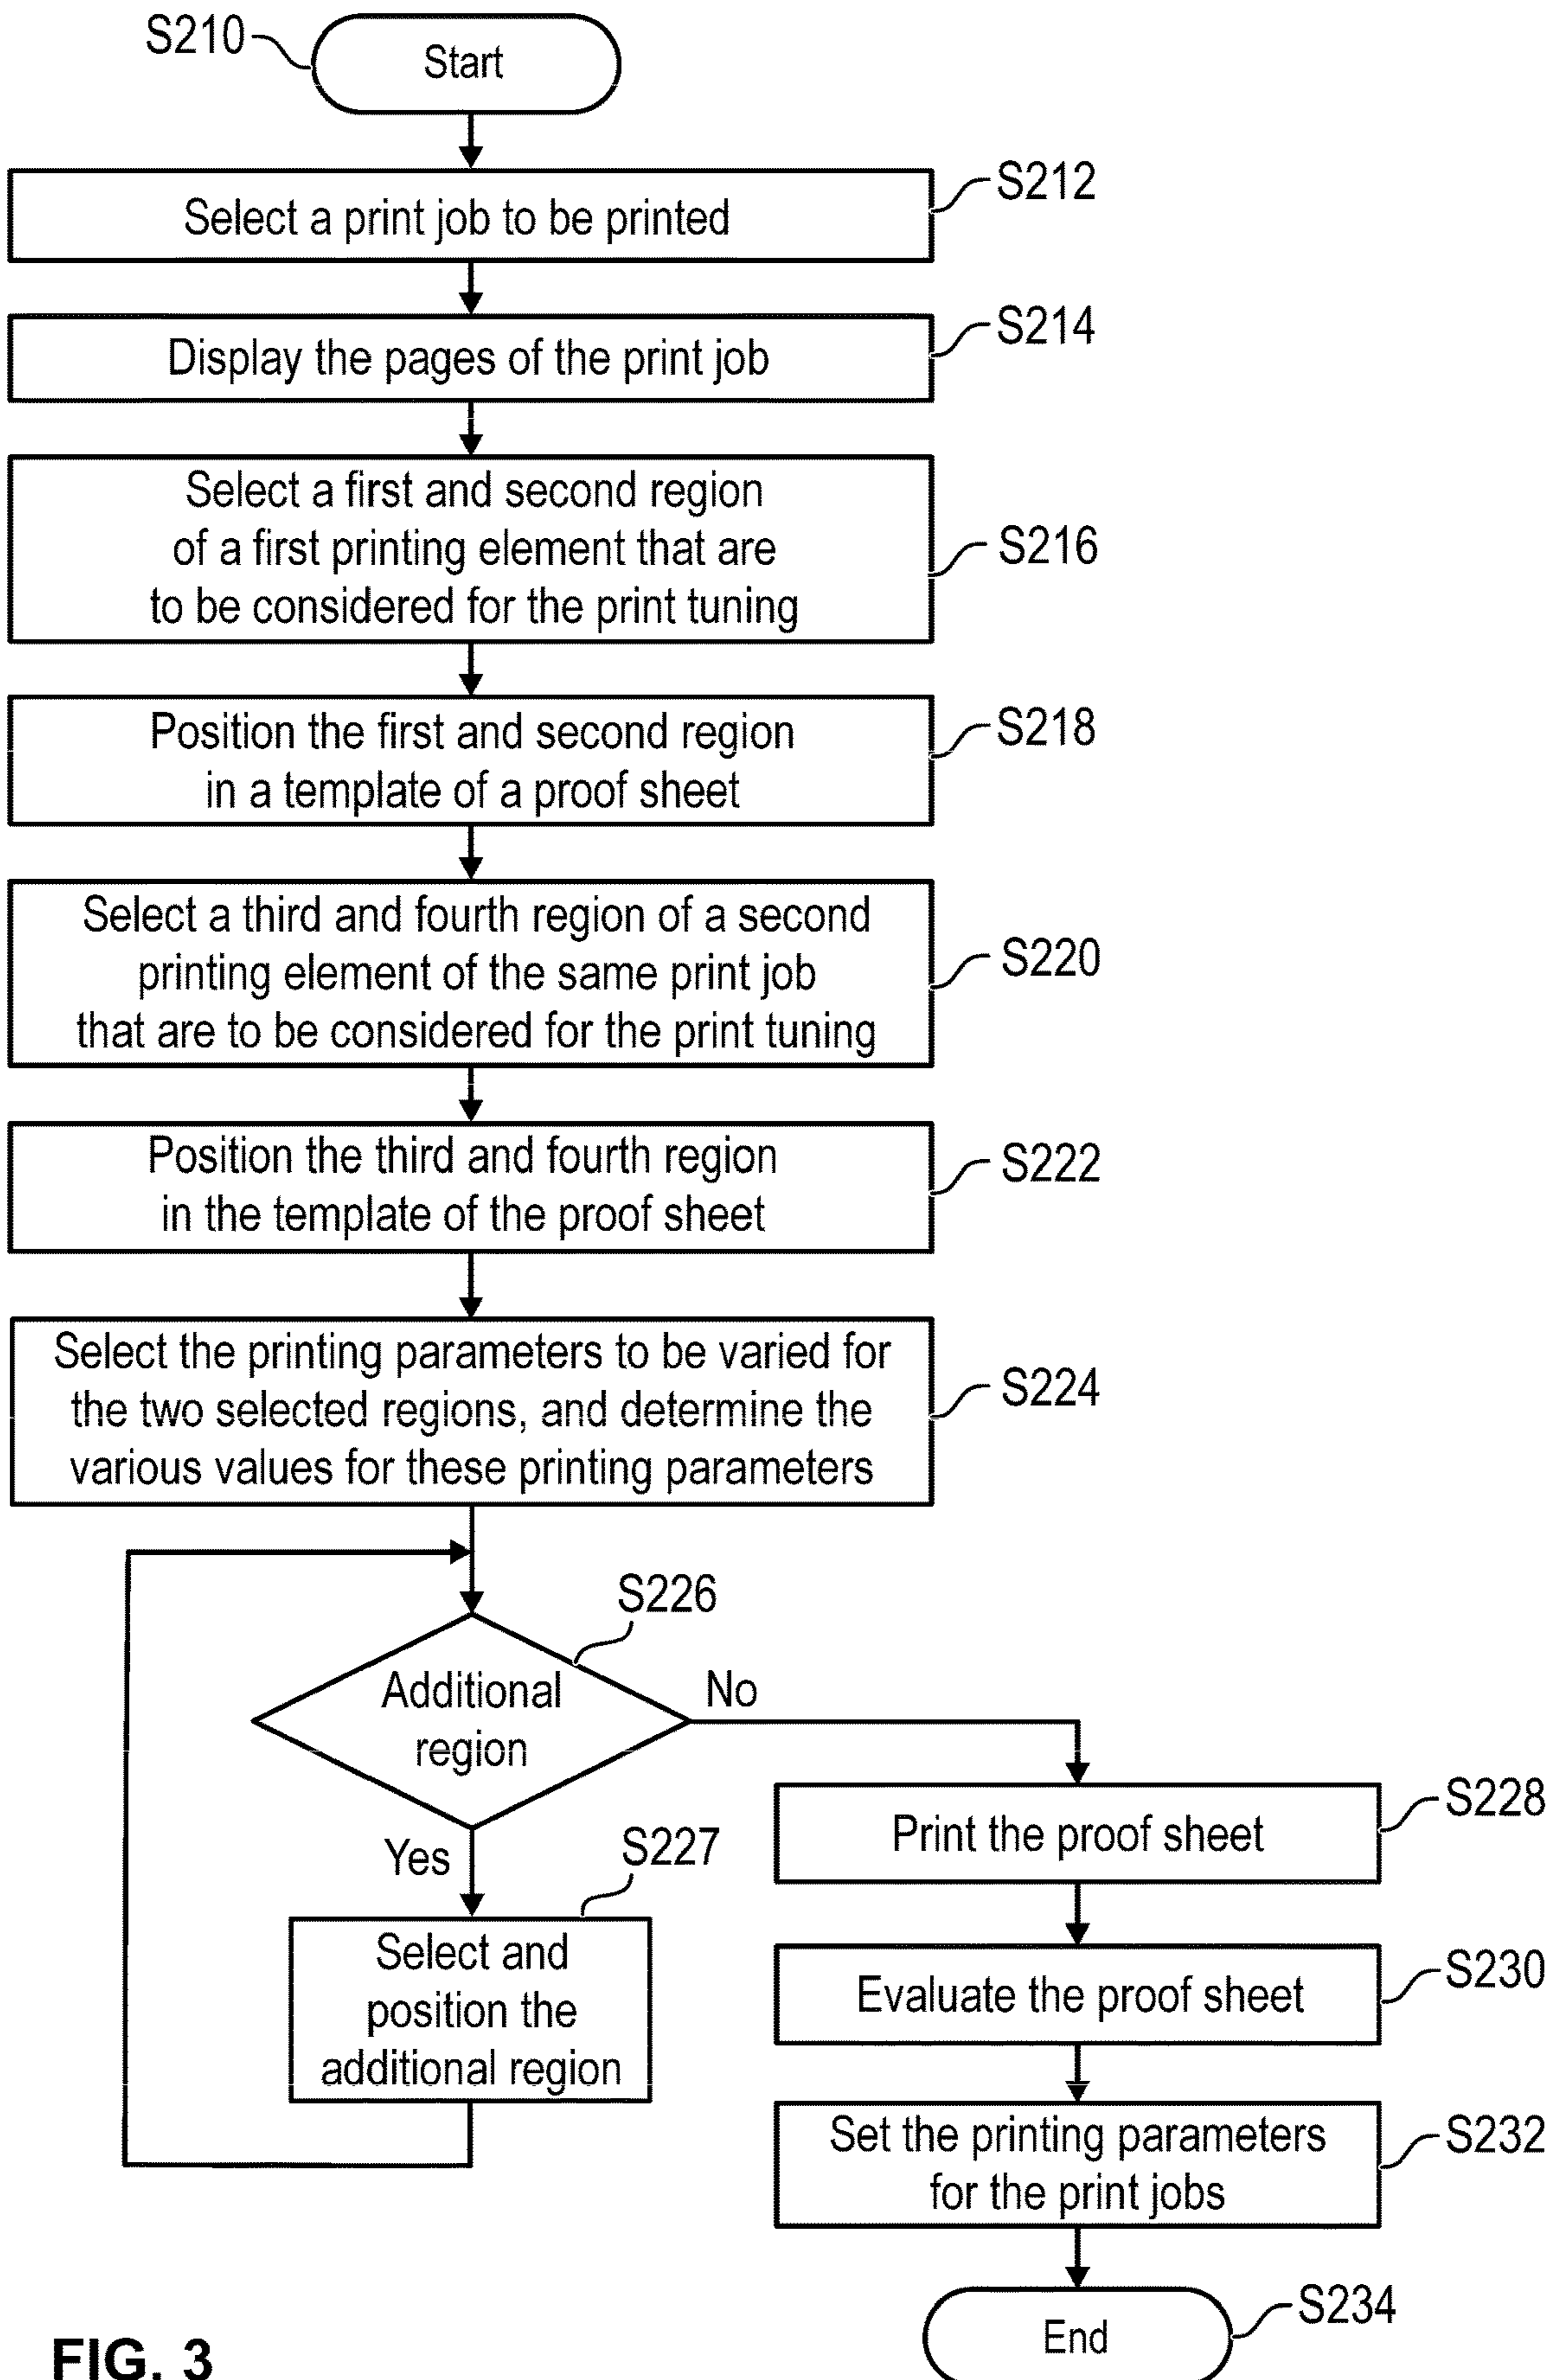 S210
Start
S212
Select a print job to be printed
S214
Display the pages of the print job
Select a first and second region
of a first printing element that are
to be considered for the print tuning
S216
Position the first and second region
in a template of a proof sheet
S218
Select a third and fourth region of a second
printing element of the same print job
that are to be considered for the print tuning
S220
Position the third and fourth region
in the template of the proof sheet
S222
Select the printing parameters to be varied for
the two selected regions, and determine the
various values for these printing parameters
S224
S226
Additional
region
No
Yes
S227
Select and
position the
additional region
S228
Print the proof sheet
S230
Evaluate the proof sheet
S232
Set the printing parameters
for the print jobs
S234
End
FIG. 3